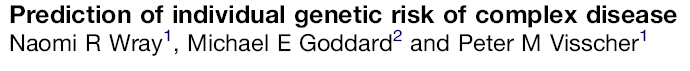 Prediction of individual genetic risk of complex disease
Naomi R Wray1, Michael E Goddard2 and Peter M Visscher1